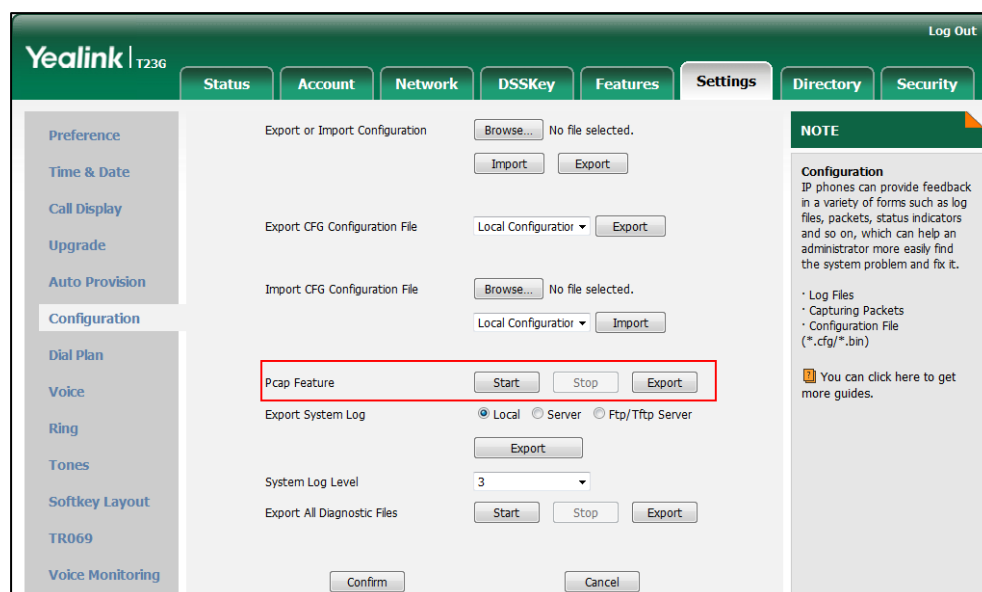 Log Out
Yealink | T23G
Status Account Network DSSKey Features Settings Directory Security
Preference
Time & Date
Call Display
Upgrade
Auto Provision
Configuration
Dial Plan
Voice
Ring
Tones
Softkey Layout
TR069
Voice Monitoring
Export or Import Configuration Browse... No file selected.
Import Export
Export CFG Configuration File Local Configuration Export
Import CFG Configuration File Browse... No file selected.
Local Configuration Import
Pcap Feature Start Stop Export
Export System Log Local Server Ftp/Tftp Server
Export
System Log Level 3
Export All Diagnostic Files Start Stop Export
Confirm Cancel
NOTE
Configuration
IP phones can provide feedback
in a variety of forms such as log
files, packets, status indicators
and so on, which can help an
administrator more easily find
the system problem and fix it.
· Log Files
· Capturing Packets
· Configuration File
(*.cfg/*.bin)
You can click here to get
more guides.